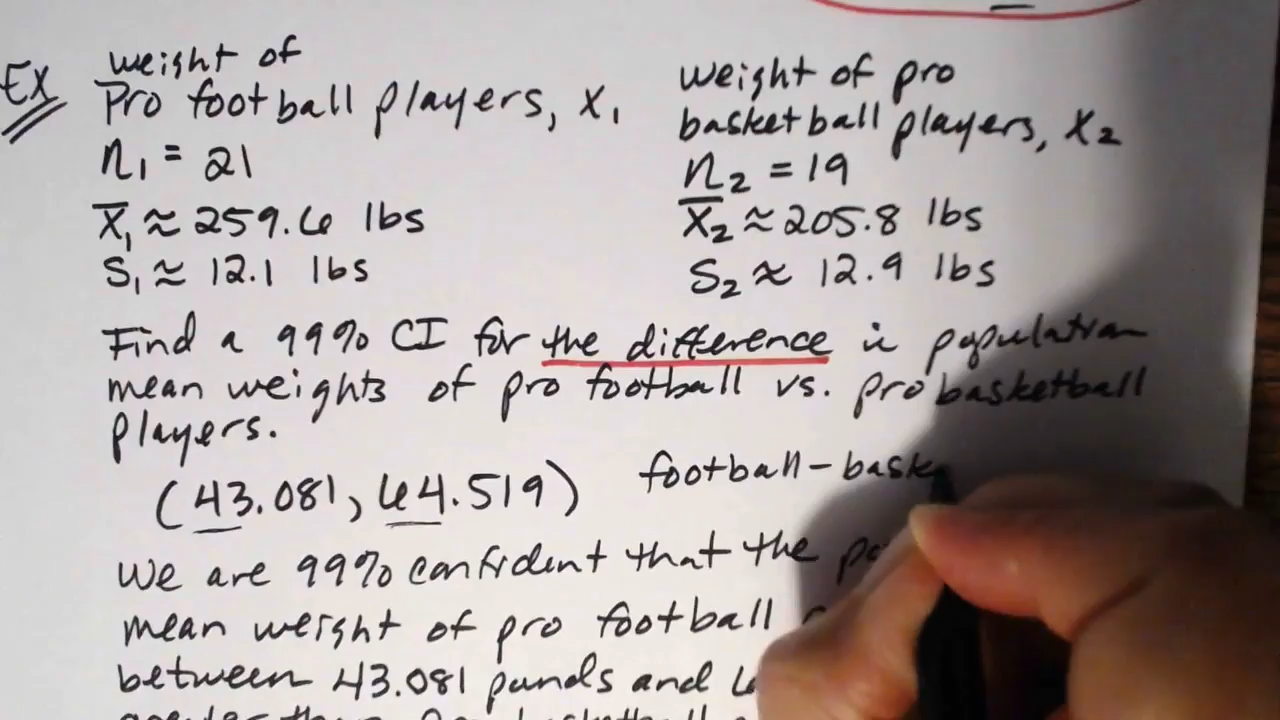 EX
weight of
Pro football players, x₁
n₁ = 21
x̄₁ ≈ 259.6 lbs
S₁ ≈ 12.1 lbs
weight of pro
basketball players, x₂
n₂ = 19
x̄₂ ≈ 205.8 lbs
S₂ ≈ 12.9 lbs
Find a 99% CI for the difference in population
mean weights of pro football vs. pro basketball
players.
(43.081, 64.519) football-bask
We are 99% confident that the
mean weight of pro football
between 43.081 pounds and